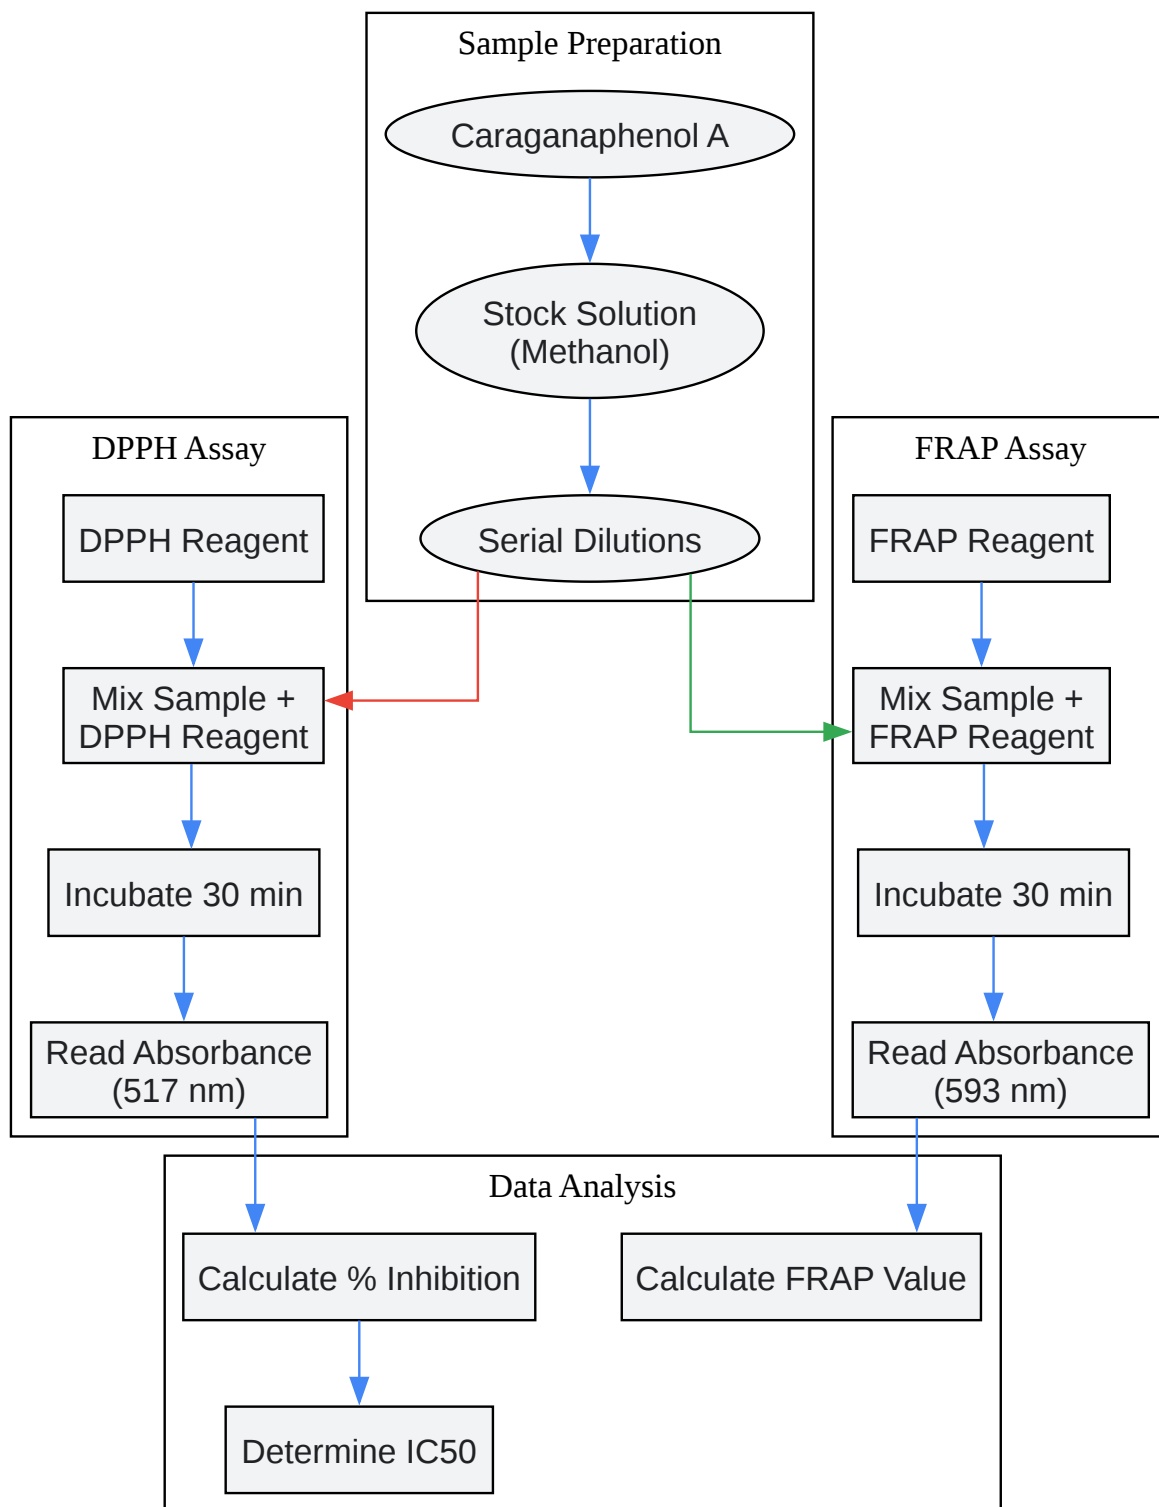 Sample Preparation
Caraganaphenol A
Stock Solution
(Methanol)
Serial Dilutions
DPPH Assay
DPPH Reagent
Mix Sample +
DPPH Reagent
Incubate 30 min
Read Absorbance
(517 nm)
FRAP Assay
FRAP Reagent
Mix Sample +
FRAP Reagent
Incubate 30 min
Read Absorbance
(593 nm)
Data Analysis
Calculate % Inhibition
Calculate FRAP Value
Determine IC50